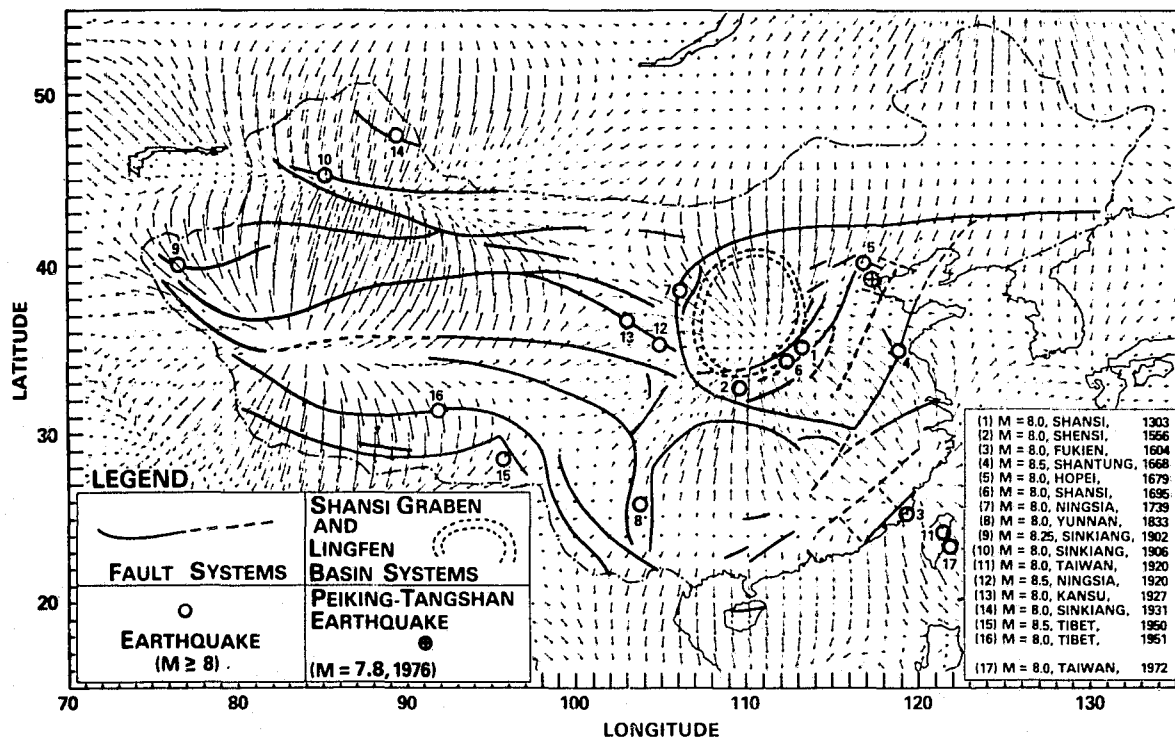 50
40
30
20
LATITUDE
70
80
90
100
110
120
LONGITUDE
14
10
9
5
7
13
12
6
4
2
16
15
8
3
11
17
LEGEND
FAULT SYSTEMS
SHANSI GRABEN
AND
LINGFEN
BASIN SYSTEMS
EARTHQUAKE
(M ≥ 8)
PEIKING-TANGSHAN
EARTHQUAKE
(M = 7.8, 1976)
(1) M = 8.0, SHANSI, 1303
(2) M = 8.0, SHENSI, 1556
(3) M = 8.0, FUKIEN, 1604
(4) M = 8.5, SHANTUNG, 1668
(5) M = 8.0, HOPEI, 1679
(6) M = 8.0, SHANSI, 1695
(7) M = 8.0, NINGSIA, 1739
(8) M = 8.0, YUNNAN, 1833
(9) M = 8.25, SINKIANG, 1902
(10) M = 8.0, SINKIANG, 1906
(11) M = 8.0, TAIWAN, 1920
(12) M = 8.5, NINGSIA, 1920
(13) M = 8.0, KANSU, 1927
(14) M = 8.0, SINKIANG, 1931
(15) M = 8.5, TIBET, 1950
(16) M = 8.0, TIBET, 1951
(17) M = 8.0, TAIWAN, 1972